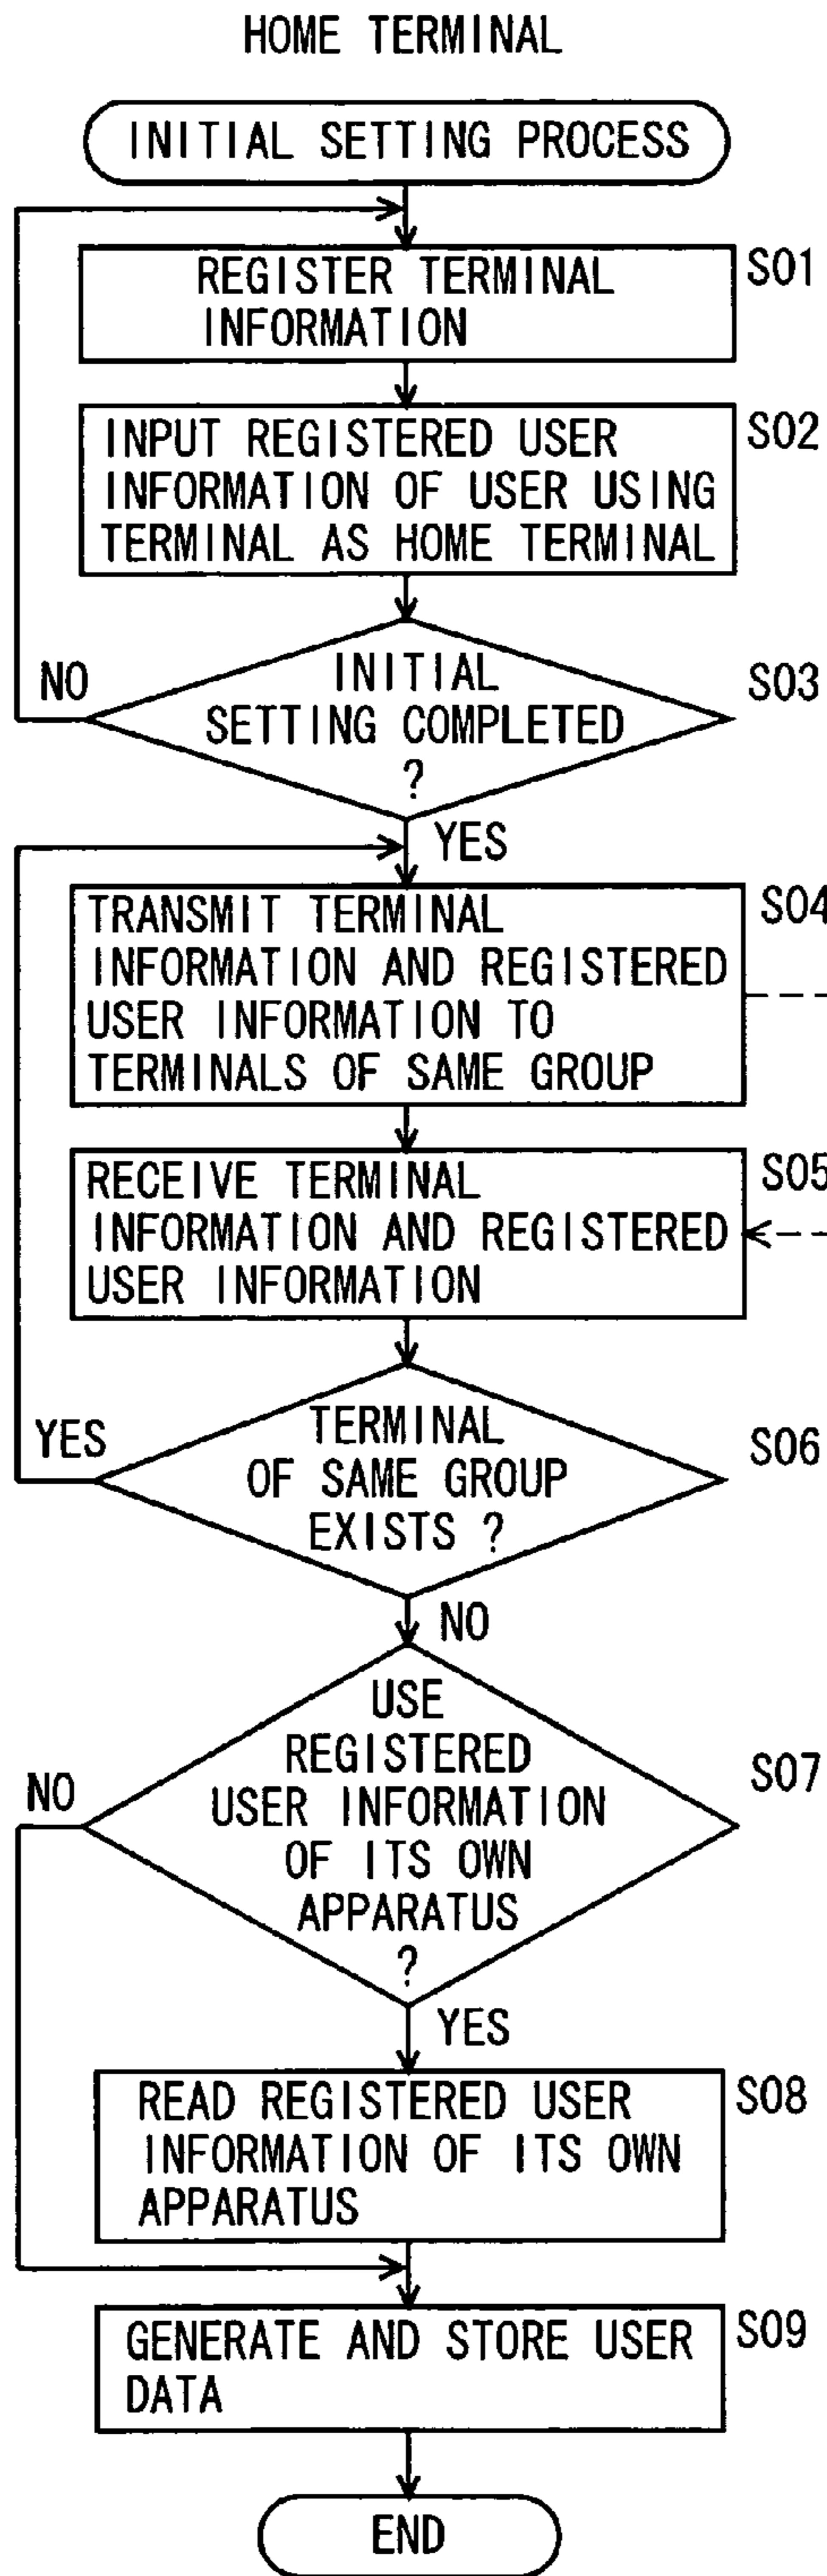 HOME TERMINAL
INITIAL SETTING PROCESS
REGISTER TERMINAL
INFORMATION
S01
INPUT REGISTERED USER
INFORMATION OF USER USING
TERMINAL AS HOME TERMINAL
S02
INITIAL
SETTING COMPLETED
?
S03
NO
YES
TRANSMIT TERMINAL
INFORMATION AND REGISTERED
USER INFORMATION TO
TERMINALS OF SAME GROUP
S04
RECEIVE TERMINAL
INFORMATION AND REGISTERED
USER INFORMATION
S05
TERMINAL
OF SAME GROUP
EXISTS ?
S06
YES
NO
USE
REGISTERED
USER INFORMATION
OF ITS OWN
APPARATUS
?
S07
NO
YES
READ REGISTERED USER
INFORMATION OF ITS OWN
APPARATUS
S08
GENERATE AND STORE USER
DATA
S09
END